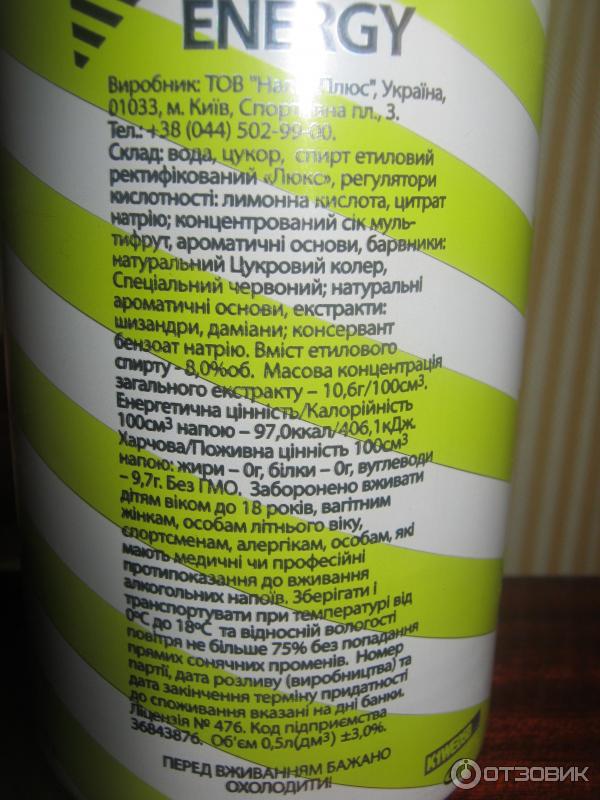 ENERGY
Виробник: ТОВ "Нал Плюс", Україна,
01033, м. Київ, Спортивна пл., 3.
Тел.: +38 (044) 502-99-00.
Склад: вода, цукор, спирт етиловий
ректифікований «Люкс», регулятори
кислотності: лимонна кислота, цитрат
натрію; концентрований сік муль-
тифрут, ароматичні основи, барвники:
натуральний Цукровий колер,
Спеціальний червоний; натуральні
ароматичні основи, екстракти:
шизандри, даміани; консервант
бензоат натрію. Вміст етилового
спирту - 8,0%об. Масова концентрація
загального екстракту – 10,6г/100см³.
Енергетична цінність/Калорійність
100см³ напою – 97,0ккал/406,1кДж.
Харчова/Поживна цінність 100см³
напою: жири – 0г, білки – 0г, вуглеводи
– 9,7г. Без ГМО. Заборонено вживати
дітям віком до 18 років, вагітним
жінкам, особам літнього віку,
спортсменам, алергікам, особам, які
мають медичні чи професійні
протипоказання до вживання
алкогольних напоїв. Зберігати і
транспортувати при температурі від
0°С до 18°С та відносній вологості
повітря не більше 75% без попадання
прямих сонячних променів. Номер
партії, дата розливу (виробництва) та
дата закінчення терміну придатності
до споживання вказані на дні банки.
Ліцензія № 476. Код підприємства
36843876. Об'єм 0,5л(дм³) ±3,0%.
ПЕРЕД ВЖИВАННЯМ БАЖАНО
ОХОЛОДИТИ!
ОТЗОВИК